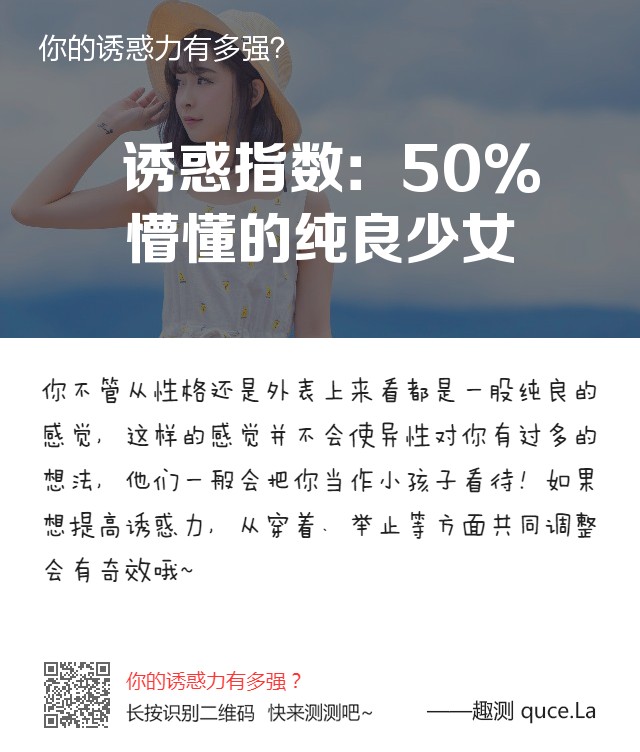 你的诱惑力有多强？
诱惑指数：50%
懵懂的纯良少女
你不管从性格还是外表上来看都是一股纯良的
感觉，这样的感觉并不会使异性对你有过多的
想法，他们一般会把你当作小孩子看待！如果
想提高诱惑力，从穿着、举止等方面共同调整
会有奇效哦~
你的诱惑力有多强？
长按识别二维码 快来测测吧~
——趣测 quce.La